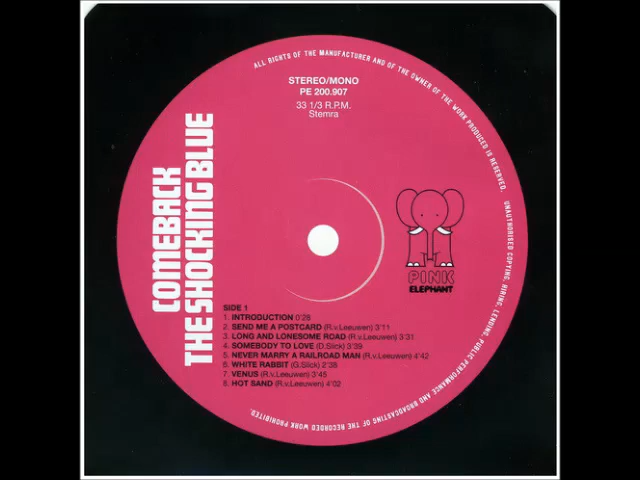 ALL RIGHTS OF THE MANUFACTURER AND OF THE OWNER OF THE WORK PRODUCED IS RESERVED. UNAUTHORISED COPYING, HIRING, LENDING, PUBLIC PERFORMANCE AND BROADCASTING OF THE RECORDED WORK PROHIBITED.
STEREO/MONO
PE 200.907
33 1/3 R.P.M.
Stemra
COMEBACK
THE SHOCKING BLUE
PINK
ELEPHANT
SIDE 1
1. INTRODUCTION 0'28
2. SEND ME A POSTCARD (R.v.Leeuwen) 3'11
3. LONG AND LONESOME ROAD (R.v.Leeuwen) 3'31
4. SOMEBODY TO LOVE (D.Slick) 3'39
5. NEVER MARRY A RAILROAD MAN (R.v.Leeuwen) 4'42
6. WHITE RABBIT (G.Slick) 2'38
7. VENUS (R.v.Leeuwen) 3'45
8. HOT SAND (R.v.Leeuwen) 4'02